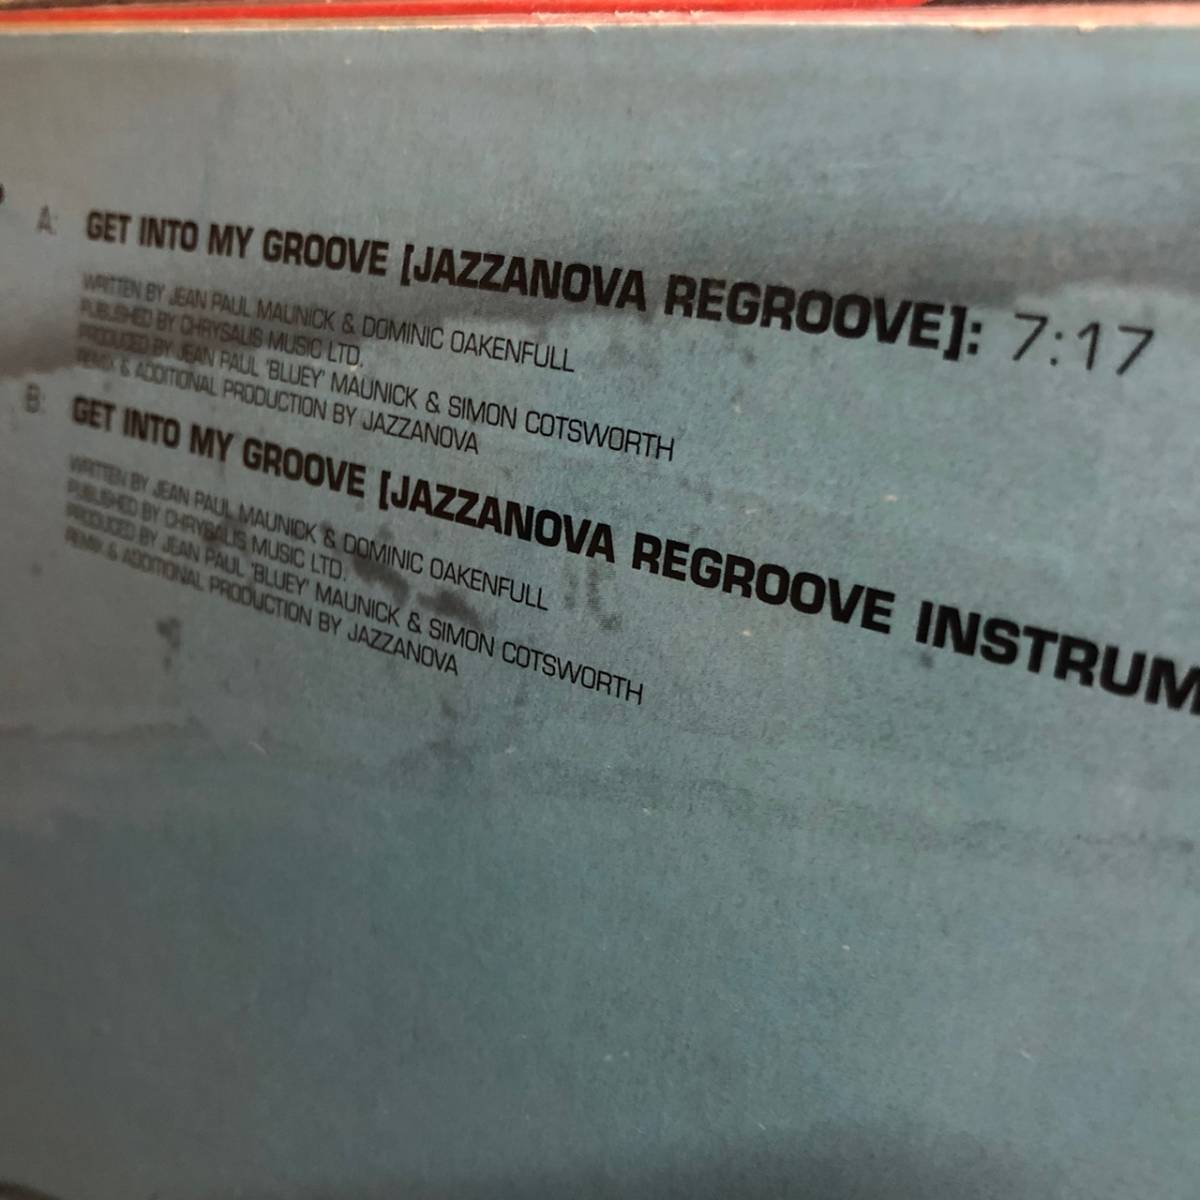 A: GET INTO MY GROOVE [JAZZANOVA REGROOVE]: 7:17
WRITTEN BY JEAN PAUL MAUNICK & DOMINIC OAKENFULL
PUBLISHED BY CHRYSALIS MUSIC LTD.
PRODUCED BY JEAN PAUL 'BLUEY' MAUNICK & SIMON COTSWORTH
REMIX & ADDITIONAL PRODUCTION BY JAZZANOVA
B: GET INTO MY GROOVE [JAZZANOVA REGROOVE INSTRUM
WRITTEN BY JEAN PAUL MAUNICK & DOMINIC OAKENFULL
PUBLISHED BY CHRYSALIS MUSIC LTD.
PRODUCED BY JEAN PAUL 'BLUEY' MAUNICK & SIMON COTSWORTH
REMIX & ADDITIONAL PRODUCTION BY JAZZANOVA